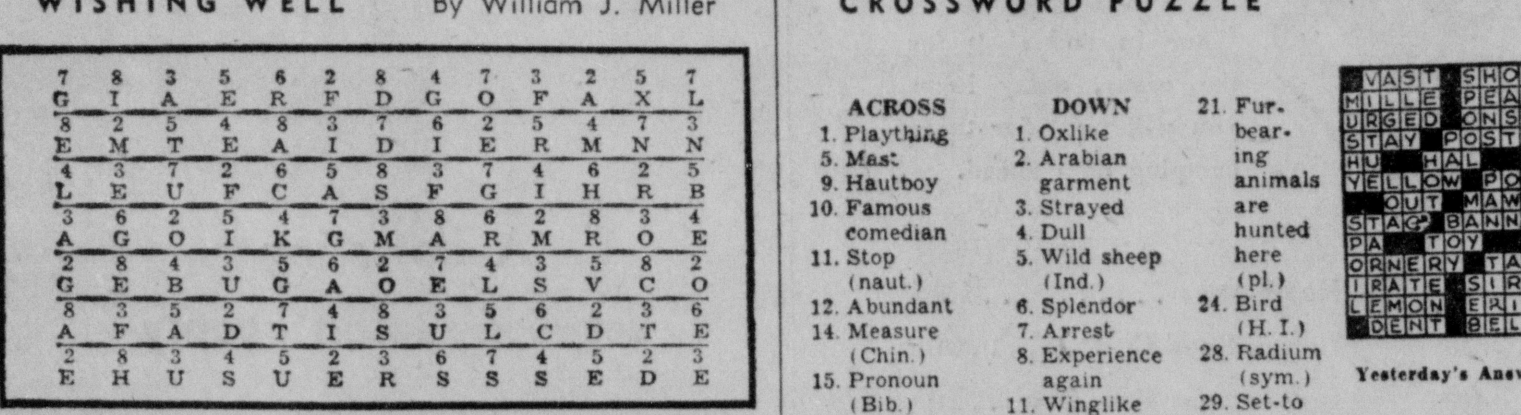 WISHING WELL By William J. Miller
7 8 3 5 6 2 8 4 7 3 2 5 7
G I A E R F D G O F A X L
8 2 5 4 8 3 7 6 2 5 4 7 3
E M T E A I D I E R M N N
4 3 7 2 6 5 8 3 7 4 6 2 5
L E U F C A S F G I H R B
3 6 2 5 4 7 3 8 6 2 8 3 4
A G O I K G M A R M R O E
2 8 4 3 5 6 2 7 4 3 5 8 2
G E B U G A O E L S V C O
8 3 5 2 7 4 8 3 5 6 2 3 6
A F A D T I S U L C D T E
2 8 3 4 5 2 3 6 7 4 5 2 3
E H U S U E R S S S E D E
CROSSWORD PUZZLE
ACROSS
1. Plaything
5. Mast
9. Hautboy
10. Famous
comedian
11. Stop
(naut.)
12. Abundant
14. Measure
(Chin.)
15. Pronoun
(Bib.)
DOWN
1. Oxlike
2. Arabian
garment
3. Strayed
4. Dull
5. Wild sheep
(Ind.)
6. Splendor
7. Arrest
8. Experience
again
11. Winglike
21. Fur-
bear-
ing
animals
are
hunted
here
(pl.)
24. Bird
(H. I.)
28. Radium
(sym.)
29. Set-to
VAST SHO
MILLE PEA
URGED ONS
STAY POST
HU HAL
YELLOW PO
OUT MAW
STAG BANN
PA TOY
ORNERY TA
IRATE SIR
LEMON ERI
DENT BEL
Yesterday's Answ